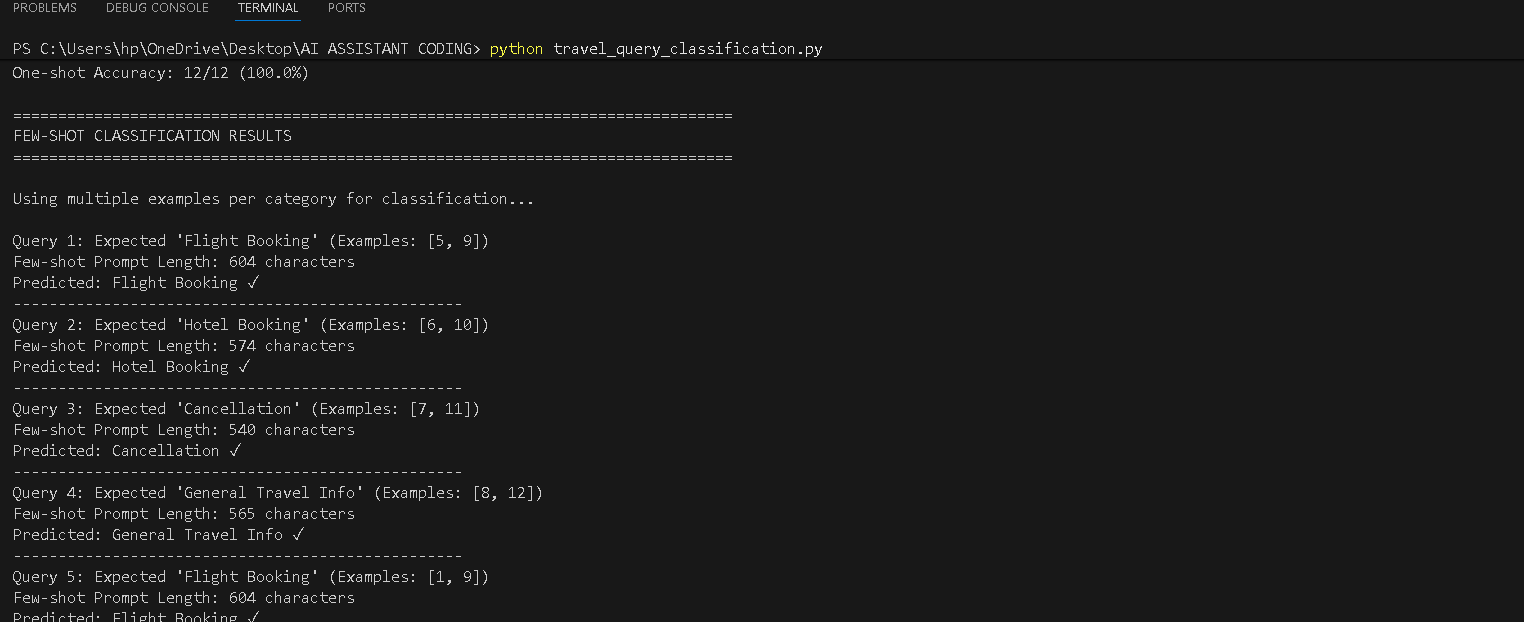 PROBLEMS DEBUG CONSOLE TERMINAL PORTS
PS C:\Users\hp\OneDrive\Desktop\AI ASSISTANT CODING> python travel_query_classification.py
One-shot Accuracy: 12/12 (100.0%)
================================================================================
FEW-SHOT CLASSIFICATION RESULTS
================================================================================
Using multiple examples per category for classification...
Query 1: Expected 'Flight Booking' (Examples: [5, 9])
Few-shot Prompt Length: 604 characters
Predicted: Flight Booking ✓
--------------------------------------------------
Query 2: Expected 'Hotel Booking' (Examples: [6, 10])
Few-shot Prompt Length: 574 characters
Predicted: Hotel Booking ✓
--------------------------------------------------
Query 3: Expected 'Cancellation' (Examples: [7, 11])
Few-shot Prompt Length: 540 characters
Predicted: Cancellation ✓
--------------------------------------------------
Query 4: Expected 'General Travel Info' (Examples: [8, 12])
Few-shot Prompt Length: 565 characters
Predicted: General Travel Info ✓
--------------------------------------------------
Query 5: Expected 'Flight Booking' (Examples: [1, 9])
Few-shot Prompt Length: 604 characters
Predicted: Flight Booking ✓